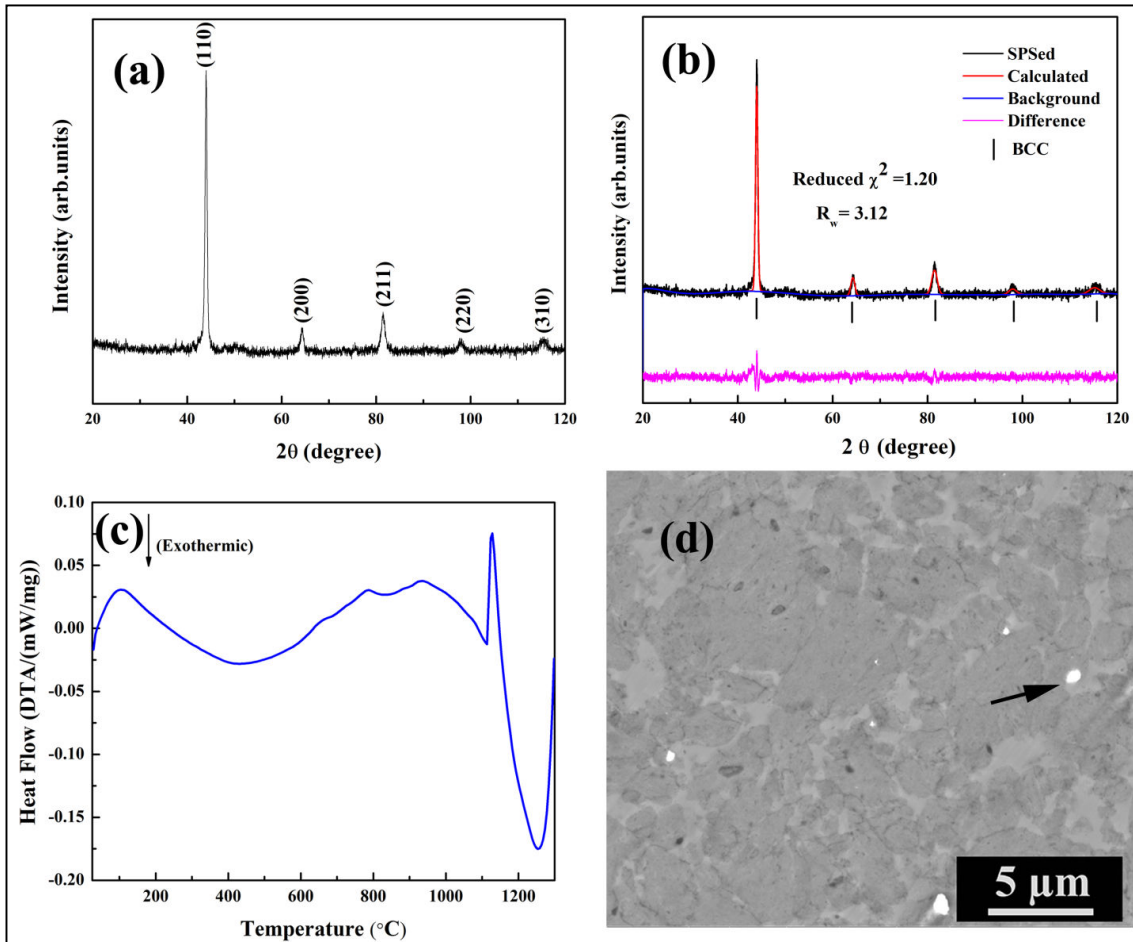 (a)
(110)
(200)
(211)
(220)
(310)
Intensity (arb.units)
20 40 60 80 100 120
2θ (degree)
(b)
SPSed
Calculated
Background
Difference
BCC
Reduced χ² =1.20
R_w= 3.12
Intensity (arb.units)
20 40 60 80 100 120
2 θ (degree)
(c)
(Exothermic)
Heat Flow (DTA/(mW/mg))
0.10
0.05
0.00
-0.05
-0.10
-0.15
-0.20
200 400 600 800 1000 1200
Temperature (°C)
(d)
5 µm